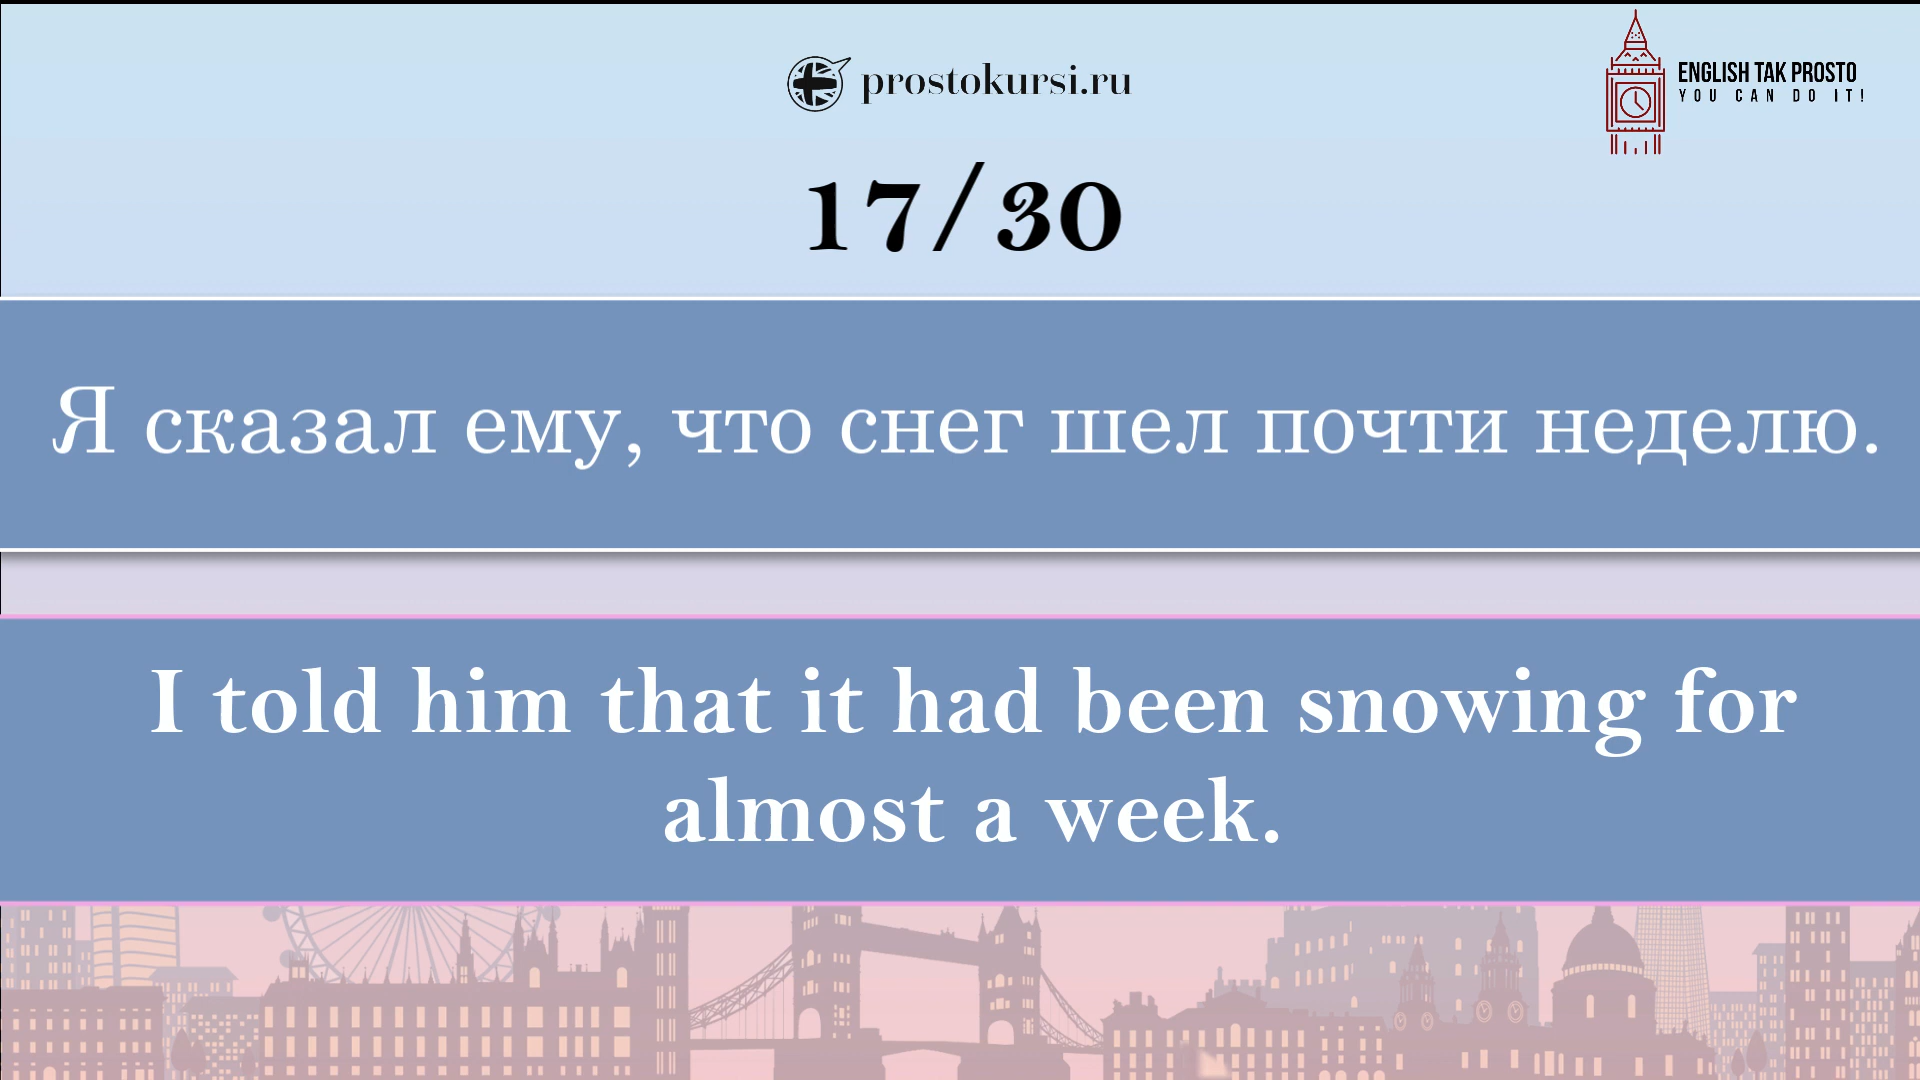 prostokursi.ru
ENGLISH TAK PROSTO
YOU CAN DO IT!
17/30
Я сказал ему, что снег шел почти неделю.
I told him that it had been snowing for
almost a week.